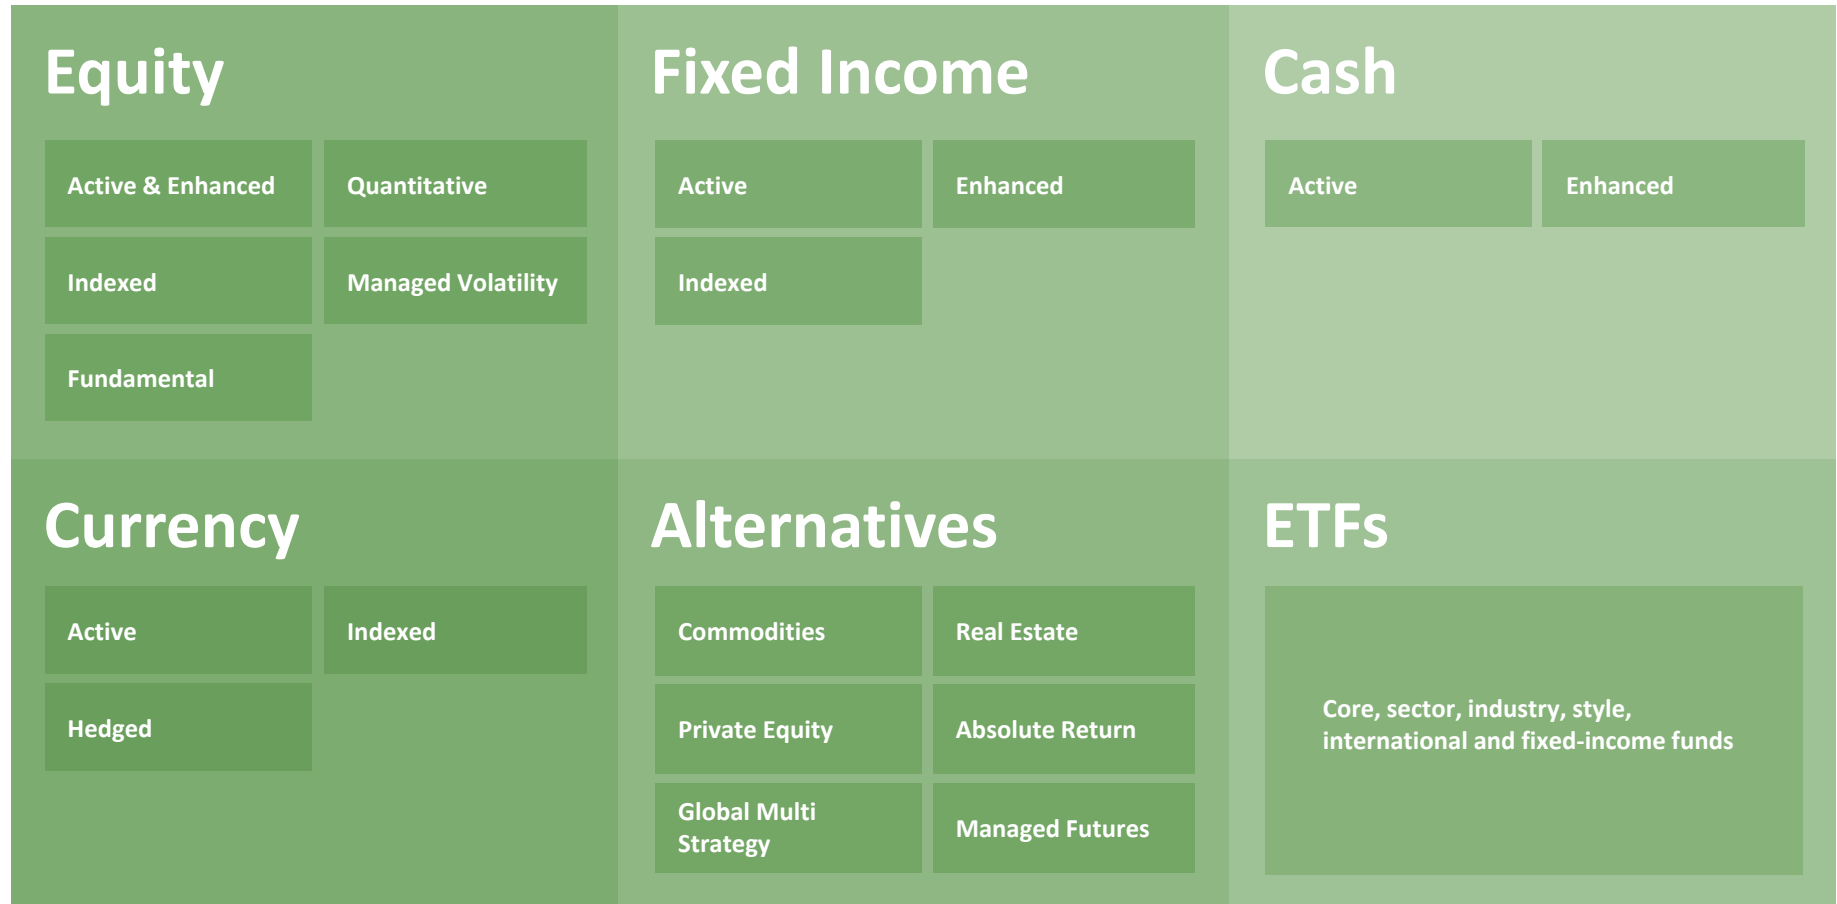 Equity
Active & Enhanced
Quantitative
Indexed
Managed Volatility
Fundamental
Fixed Income
Active
Enhanced
Indexed
Cash
Active
Enhanced
Currency
Active
Indexed
Hedged
Alternatives
Commodities
Real Estate
Private Equity
Absolute Return
Global Multi
Strategy
Managed Futures
ETFs
Core, sector, industry, style,
international and fixed-income funds